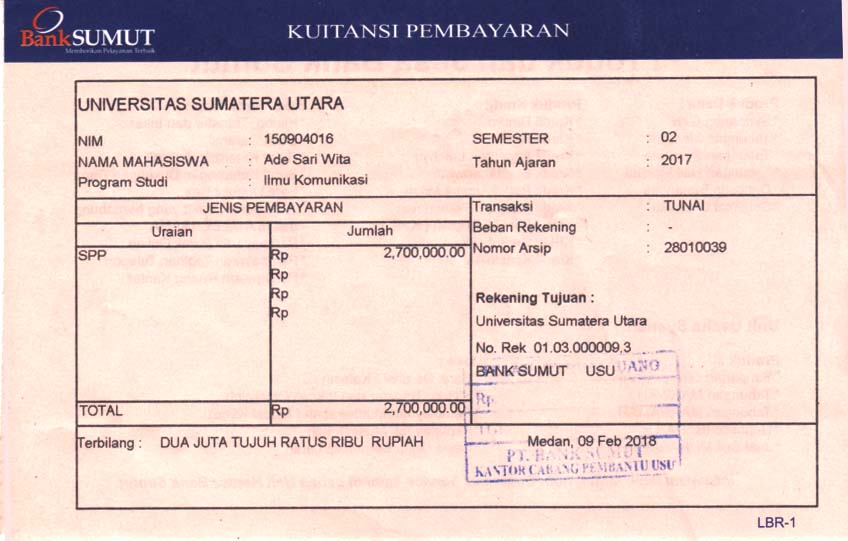 BankSUMUT
Memberikan Pelayanan Terbaik
KUITANSI PEMBAYARAN
UNIVERSITAS SUMATERA UTARA
NIM : 150904016
SEMESTER : 02
NAMA MAHASISWA : Ade Sari Wita
Tahun Ajaran : 2017
Program Studi : Ilmu Komunikasi
JENIS PEMBAYARAN
Uraian Jumlah
SPP Rp 2,700,000.00
Rp
Rp
Rp
TOTAL Rp 2,700,000.00
Transaksi : TUNAI
Beban Rekening : -
Nomor Arsip : 28010039
Rekening Tujuan :
Universitas Sumatera Utara
No. Rek 01.03.000009,3
BANK SUMUT USU
UANG
Rp
Terbilang : DUA JUTA TUJUH RATUS RIBU RUPIAH
Medan, 09 Feb 2018
PT. BANK SUMUT
KANTOR CABANG PEMBANTU USU
LBR-1